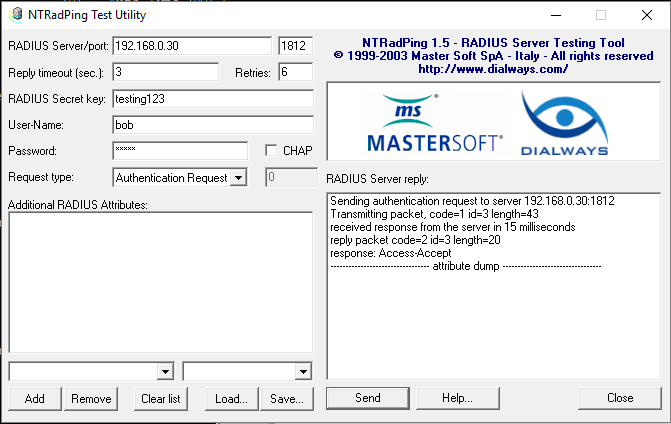 NTRadPing Test Utility
RADIUS Server/port: 192.168.0.30 1812
Reply timeout (sec.): 3 Retries: 6
RADIUS Secret key: testing123
User-Name: bob
Password: ***** CHAP
Request type: Authentication Request 0
Additional RADIUS Attributes:
Add Remove Clear list Load... Save...
NTRadPing 1.5 - RADIUS Server Testing Tool
© 1999-2003 Master Soft SpA - Italy - All rights reserved
http://www.dialways.com/
ms
MASTERSOFT® DIALWAYS
RADIUS Server reply:
Sending authentication request to server 192.168.0.30:1812
Transmitting packet, code=1 id=3 length=43
received response from the server in 15 milliseconds
reply packet code=2 id=3 length=20
response: Access-Accept
--------------------------------- attribute dump ---------------------------------
Send Help... Close